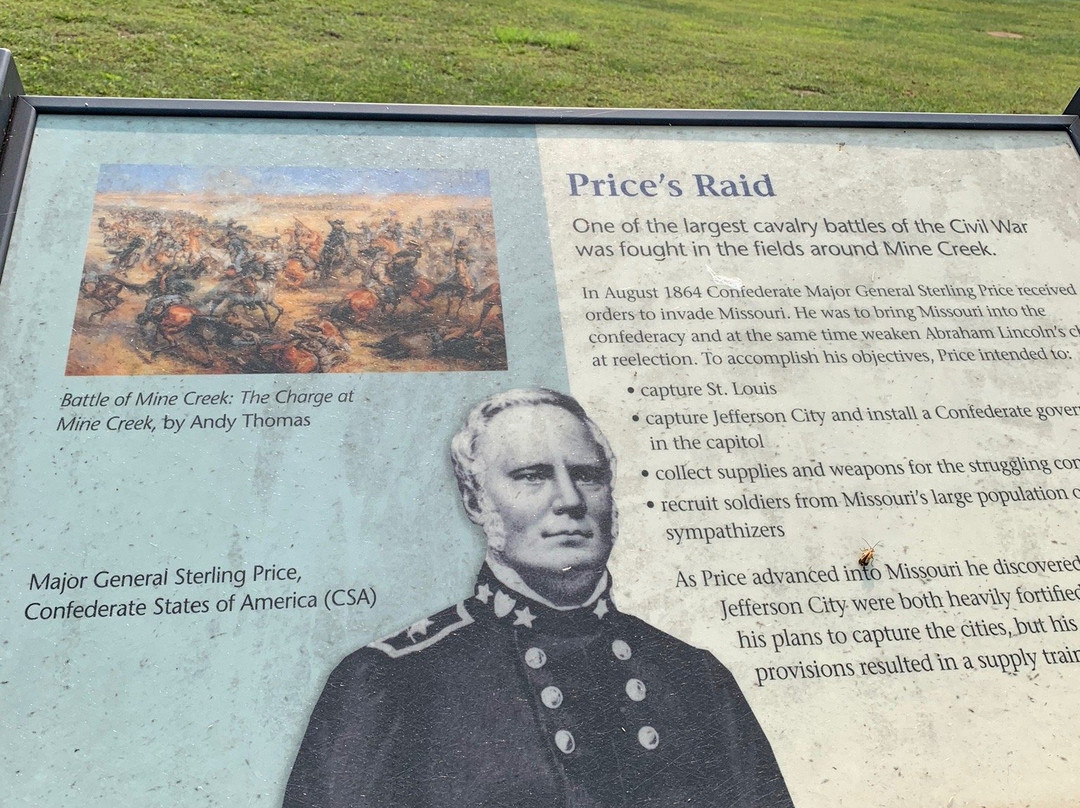 Price's Raid
One of the largest cavalry battles of the Civil War
was fought in the fields around Mine Creek.
In August 1864 Confederate Major General Sterling Price received
orders to invade Missouri. He was to bring Missouri into the
confederacy and at the same time weaken Abraham Lincoln's
at reelection. To accomplish his objectives, Price intended to:
• capture St. Louis
• capture Jefferson City and install a Confederate
in the capitol
• collect supplies and weapons for the struggling
• recruit soldiers from Missouri's large population
sympathizers
As Price advanced into Missouri he discovered
Jefferson City were both heavily fortified
his plans to capture the cities, but his
provisions resulted in a supply train
Battle of Mine Creek: The Charge at
Mine Creek, by Andy Thomas
Major General Sterling Price,
Confederate States of America (CSA)